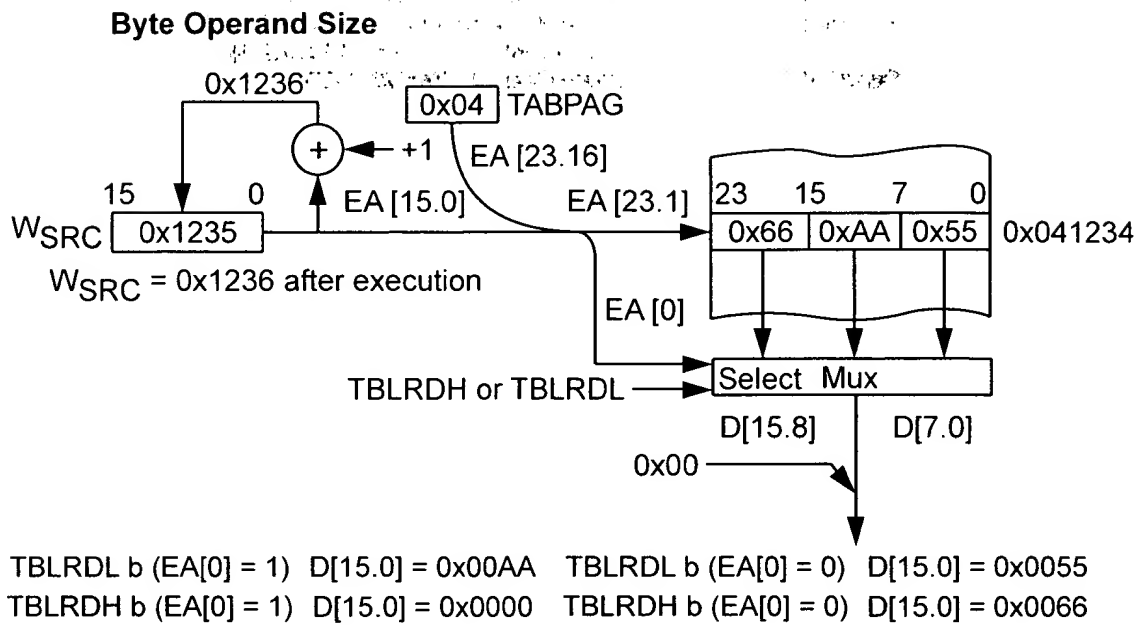 Byte Operand Size
0x1236
0x04 TABPAG
+ +1 EA [23.16]
15 0 EA [15.0] EA [23.1] 23 15 7 0
WSRC 0x1235 0x66 0xAA 0x55 0x041234
WSRC = 0x1236 after execution
EA [0]
TBLRDH or TBLRDL Select Mux
D[15.8] D[7.0]
0x00
TBLRDL b (EA[0] = 1) D[15.0] = 0x00AA TBLRDL b (EA[0] = 0) D[15.0] = 0x0055
TBLRDH b (EA[0] = 1) D[15.0] = 0x0000 TBLRDH b (EA[0] = 0) D[15.0] = 0x0066